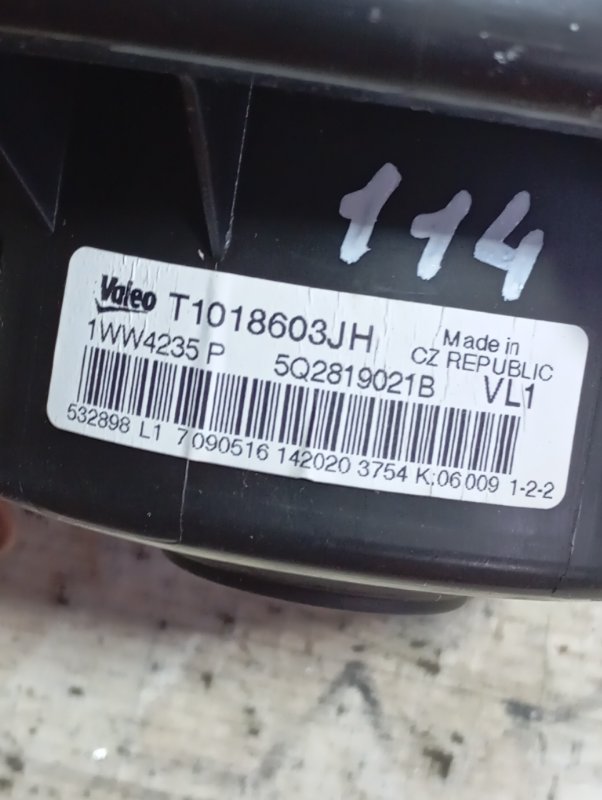 114
Valeo T1018603JH
Made in
CZ REPUBLIC
1WW4235 P 5Q2819021B VL1
532898 L1 7 090516 142020 3754 K:06 009 1-2-2